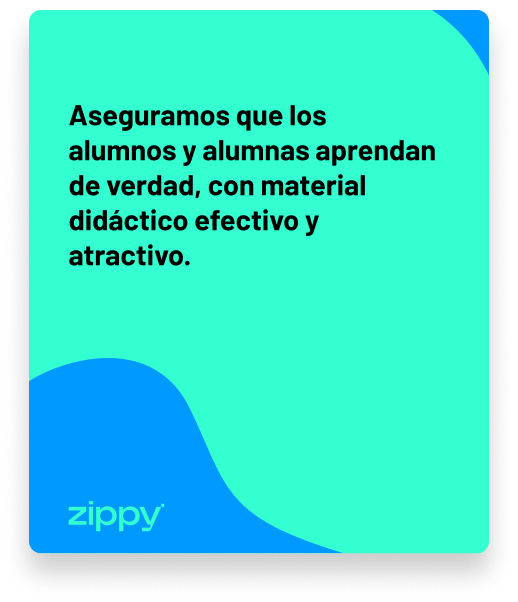 Aseguramos que los
alumnos y alumnas aprendan
de verdad, con material
didáctico efectivo y
atractivo.
zippy